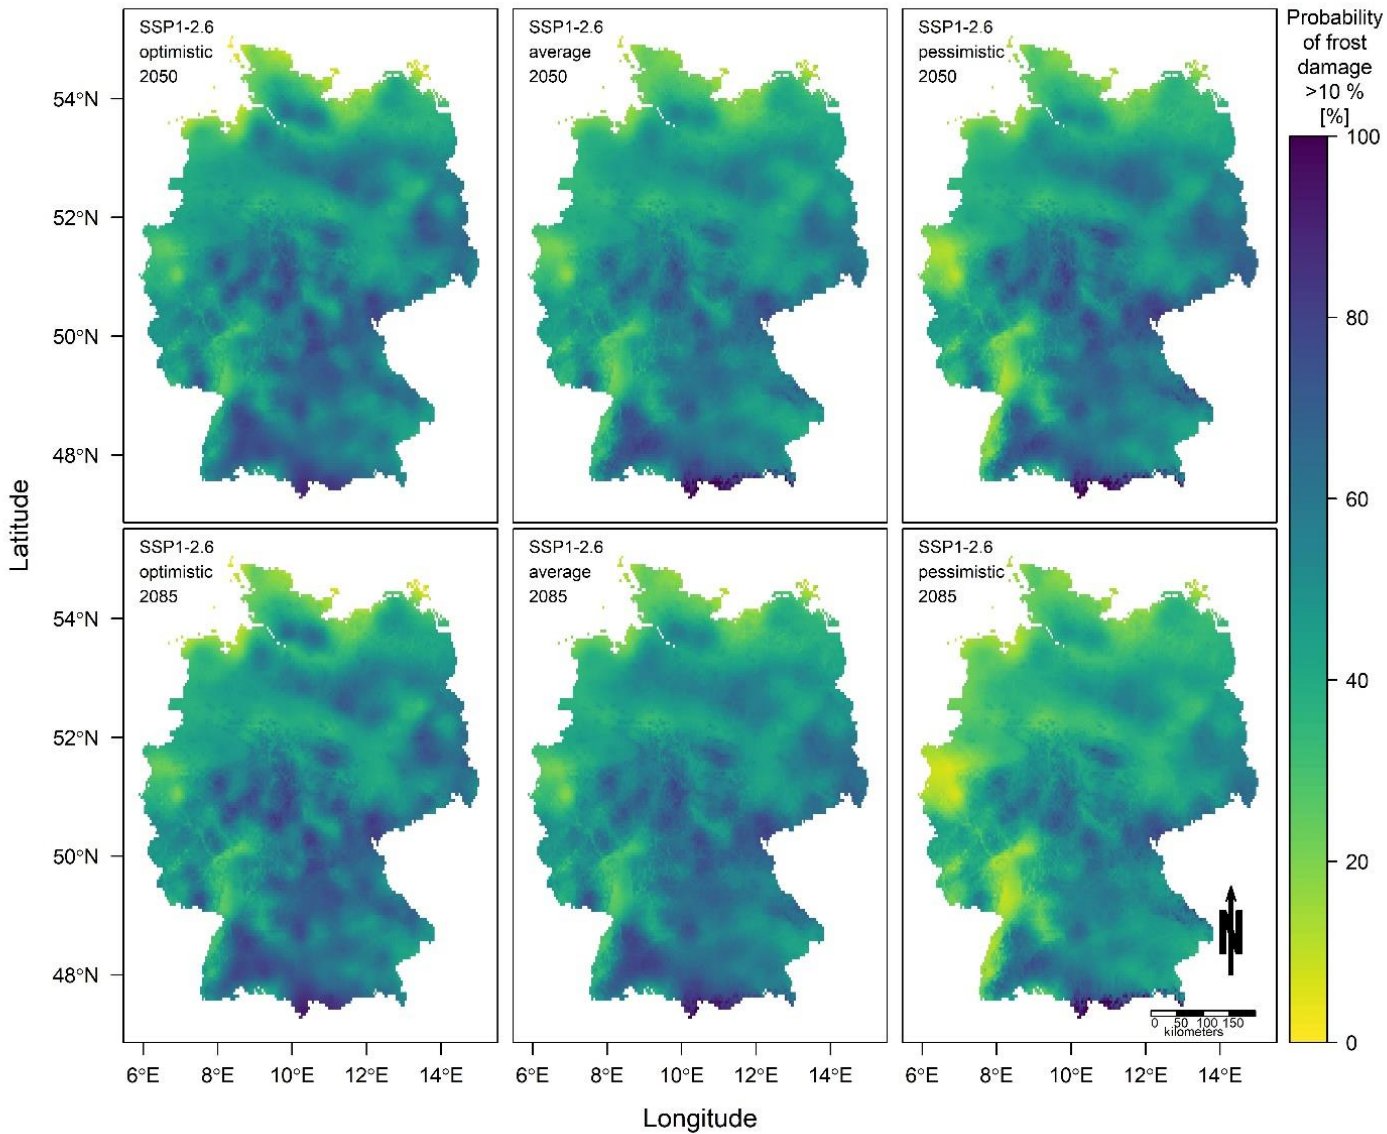 SSP1-2.6
optimistic
2050
SSP1-2.6
average
2050
SSP1-2.6
pessimistic
2050
Probability
of frost
damage
>10 %
[%]
54°N
52°N
50°N
48°N
100
80
60
40
20
0
Latitude
SSP1-2.6
optimistic
2085
SSP1-2.6
average
2085
SSP1-2.6
pessimistic
2085
54°N
52°N
50°N
48°N
N
0 50 100 150
kilometers
6°E 8°E 10°E 12°E 14°E
6°E 8°E 10°E 12°E 14°E
6°E 8°E 10°E 12°E 14°E
Longitude